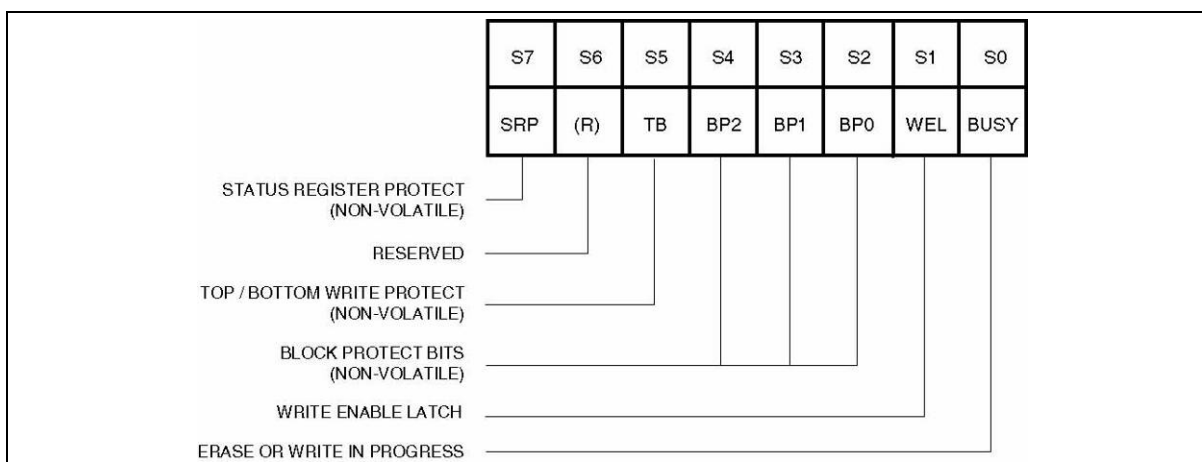 S7 S6 S5 S4 S3 S2 S1 S0
SRP (R) TB BP2 BP1 BP0 WEL BUSY
STATUS REGISTER PROTECT
(NON-VOLATILE)
RESERVED
TOP / BOTTOM WRITE PROTECT
(NON-VOLATILE)
BLOCK PROTECT BITS
(NON-VOLATILE)
WRITE ENABLE LATCH
ERASE OR WRITE IN PROGRESS